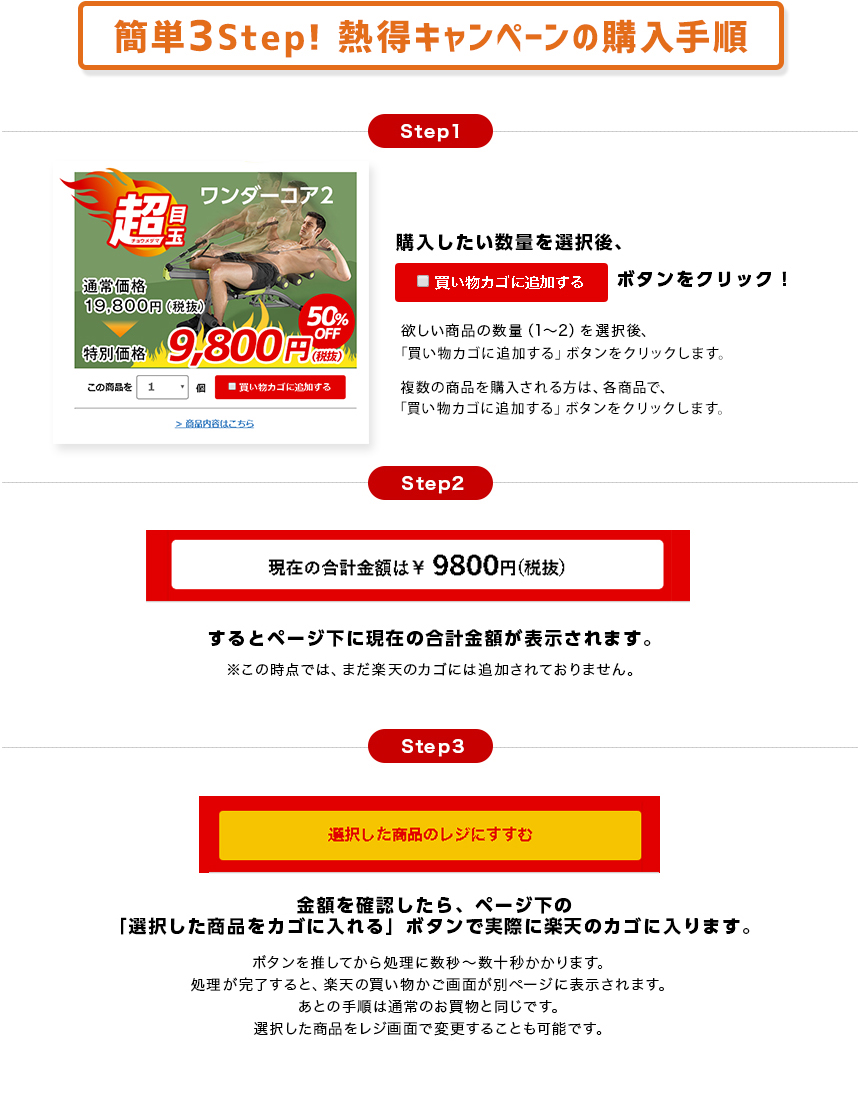 簡単3Step! 熱得キャンペーンの購入手順
Step1
超目玉
チョウメダマ
ワンダーコア2
通常価格
19,800円(税抜)
50%
OFF
特別価格 9,800円(税抜)
この商品を 1 個 買い物カゴに追加する
> 商品内容はこちら
購入したい数量を選択後、
買い物カゴに追加する ボタンをクリック！
欲しい商品の数量（1～2）を選択後、
「買い物カゴに追加する」ボタンをクリックします。
複数の商品を購入される方は、各商品で、
「買い物カゴに追加する」ボタンをクリックします。
Step2
現在の合計金額は¥ 9800円(税抜)
するとページ下に現在の合計金額が表示されます。
※この時点では、まだ楽天のカゴには追加されておりません。
Step3
選択した商品のレジにすすむ
金額を確認したら、ページ下の
「選択した商品をカゴに入れる」ボタンで実際に楽天のカゴに入ります。
ボタンを推してから処理に数秒～数十秒かかります。
処理が完了すると、楽天の買い物かご画面が別ページに表示されます。
あとの手順は通常のお買物と同じです。
選択した商品をレジ画面で変更することも可能です。